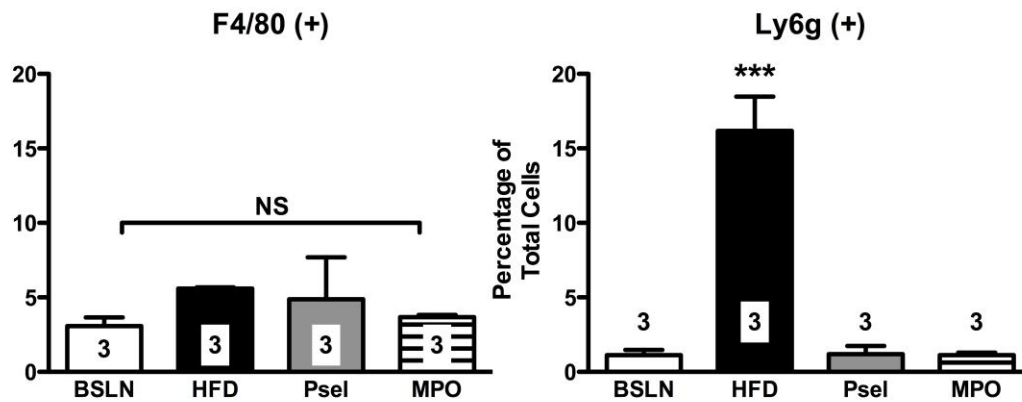 F4/80 (+)
20
15
10
5
0
NS
3
3
3
3
BSLN HFD Psel MPO
Ly6g (+)
Percentage of
Total Cells
20
15
10
5
0
***
3
3
3
3
BSLN HFD Psel MPO